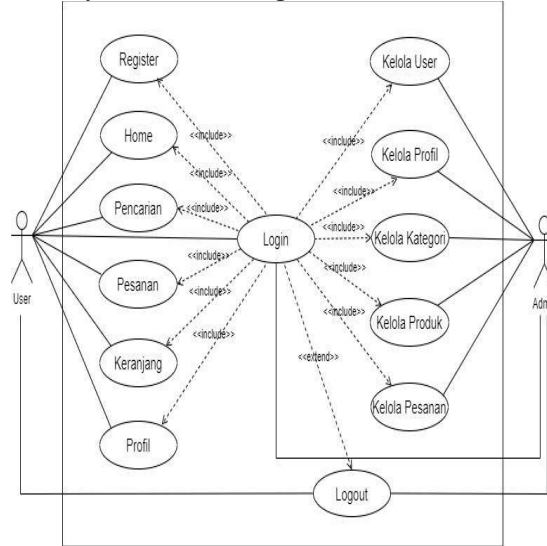 Register
Kelola User
<<include>>
<<include>>
Home
Kelola Profil
<<include>>
<<include>>
Pencarian
<<include>>
<<include>>
Login
Kelola Kategori
User
Pesanan
<<include>>
<<include>>
Kelola Produk
<<include>>
<<include>>
<<include>>
Keranjang
<<extend>>
Kelola Pesanan
Profil
Logout